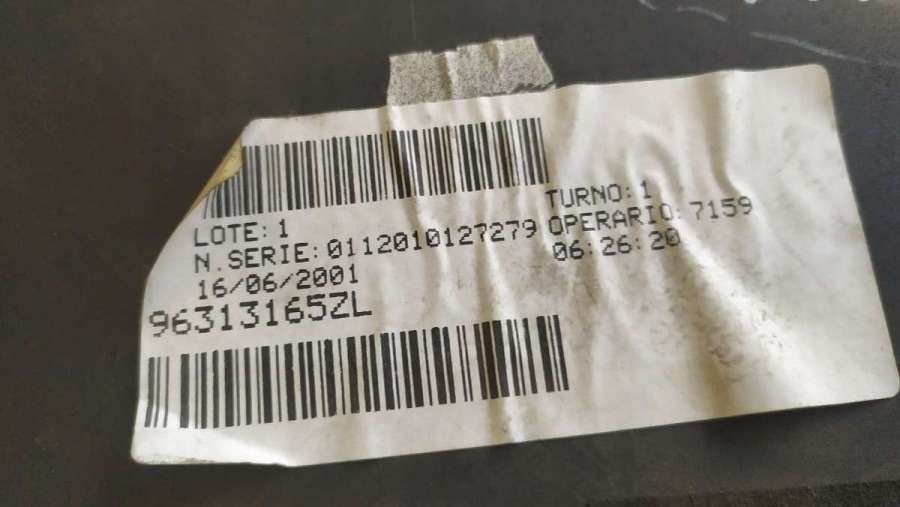 LOTE: 1
TURNO: 1
N.SERIE: 0112010127279 OPERARIO: 7159
16/06/2001
06:26:20
96313165ZL